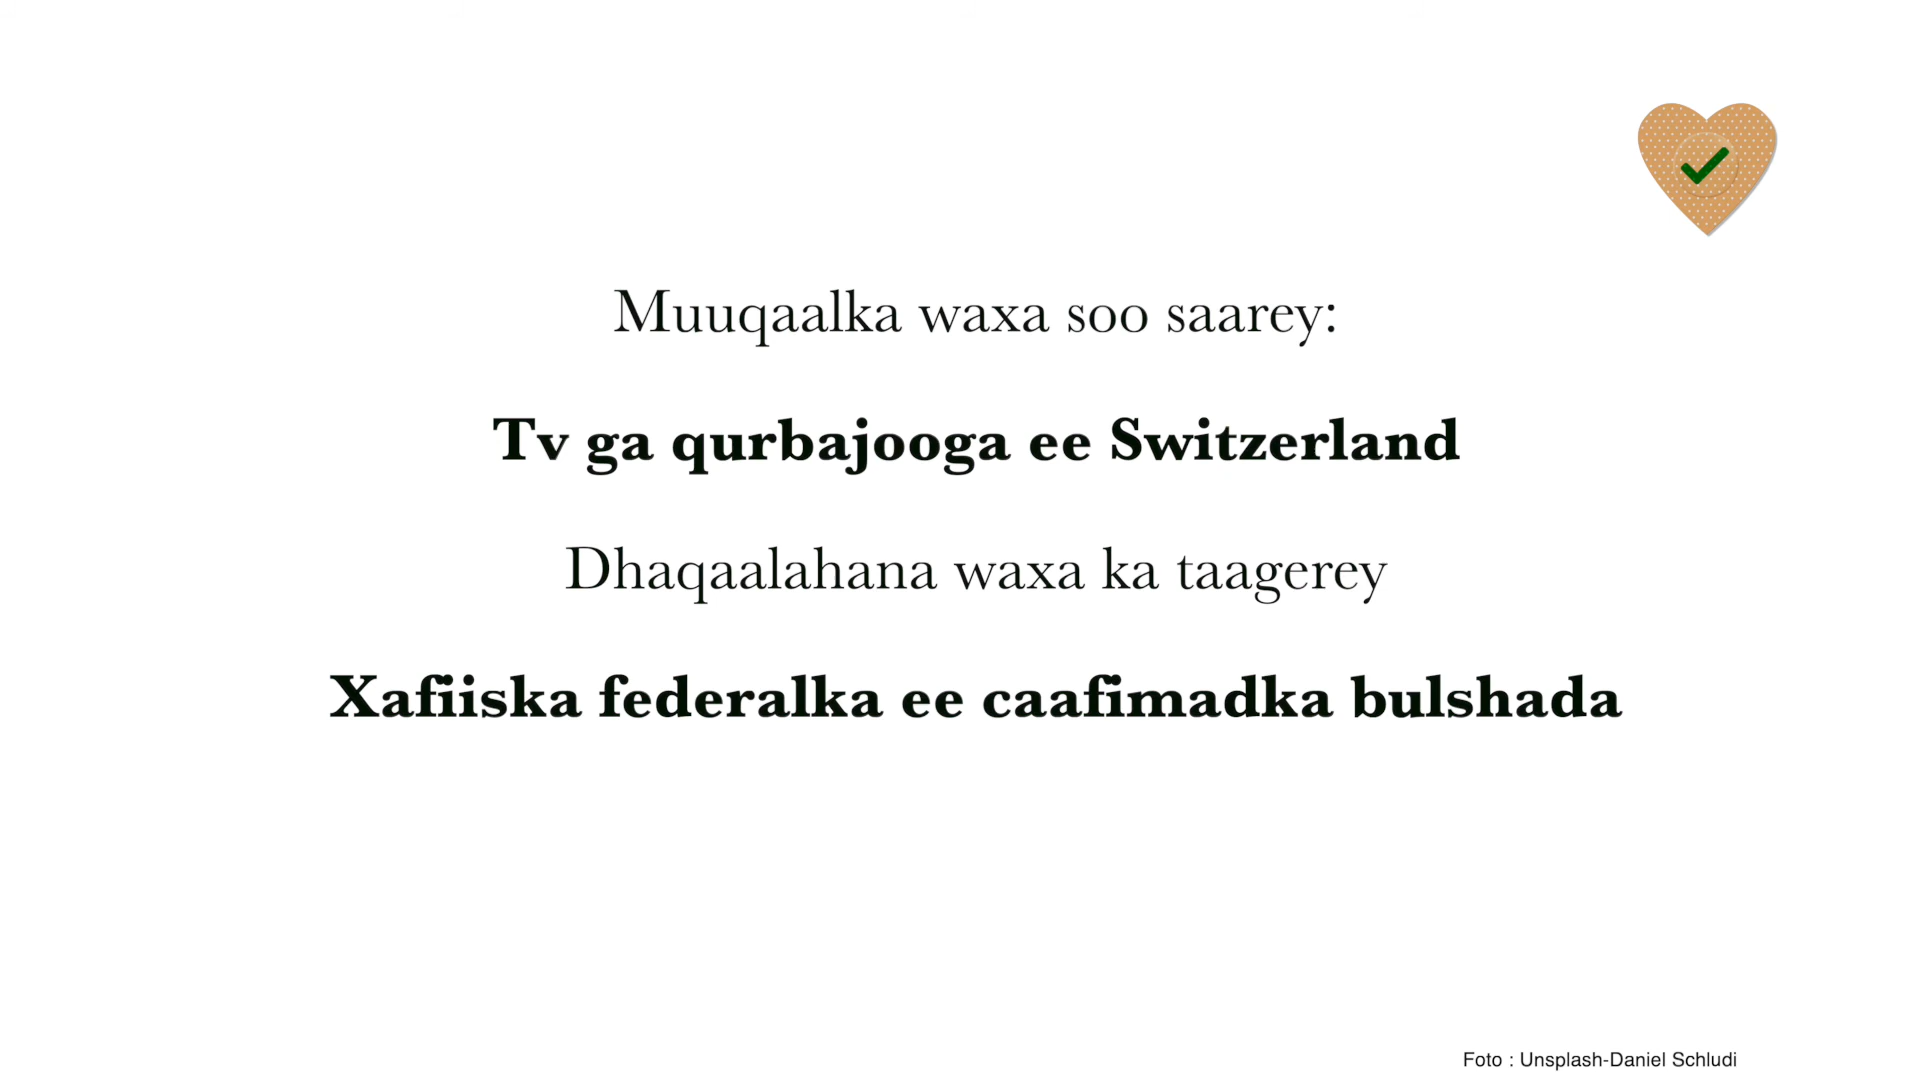 Muuqaalka waxa soo saarey:
Tv ga qurbajooga ee Switzerland
Dhaqaalahana waxa ka taagerey
Xafiiska federalka ee caafimadka bulshada
Foto : Unsplash-Daniel Schludi